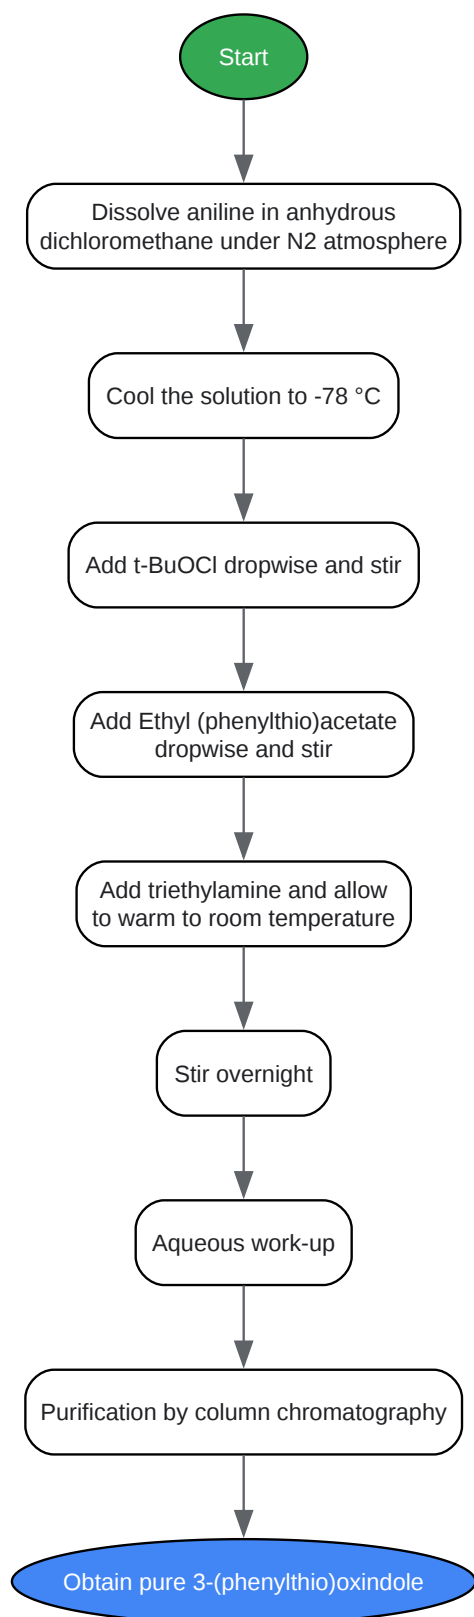 Start
Dissolve aniline in anhydrous
dichloromethane under N2 atmosphere
Cool the solution to -78 °C
Add t-BuOCl dropwise and stir
Add Ethyl (phenylthio)acetate
dropwise and stir
Add triethylamine and allow
to warm to room temperature
Stir overnight
Aqueous work-up
Purification by column chromatography
Obtain pure 3-(phenylthio)oxindole